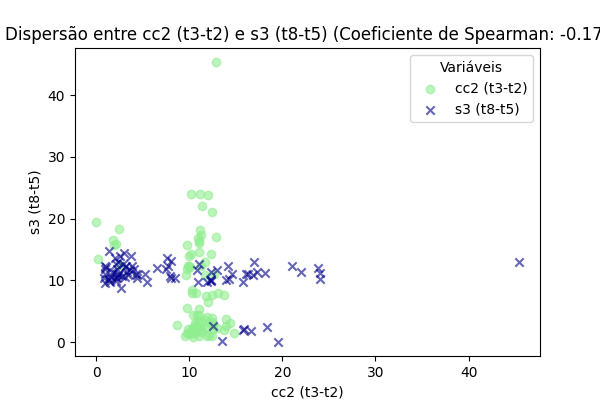 Dispersão entre cc2 (t3-t2) e s3 (t8-t5) (Coeficiente de Spearman: -0.17
Variáveis
cc2 (t3-t2)
s3 (t8-t5)
40
30
20
10
0
s3 (t8-t5)
0 10 20 30 40
cc2 (t3-t2)